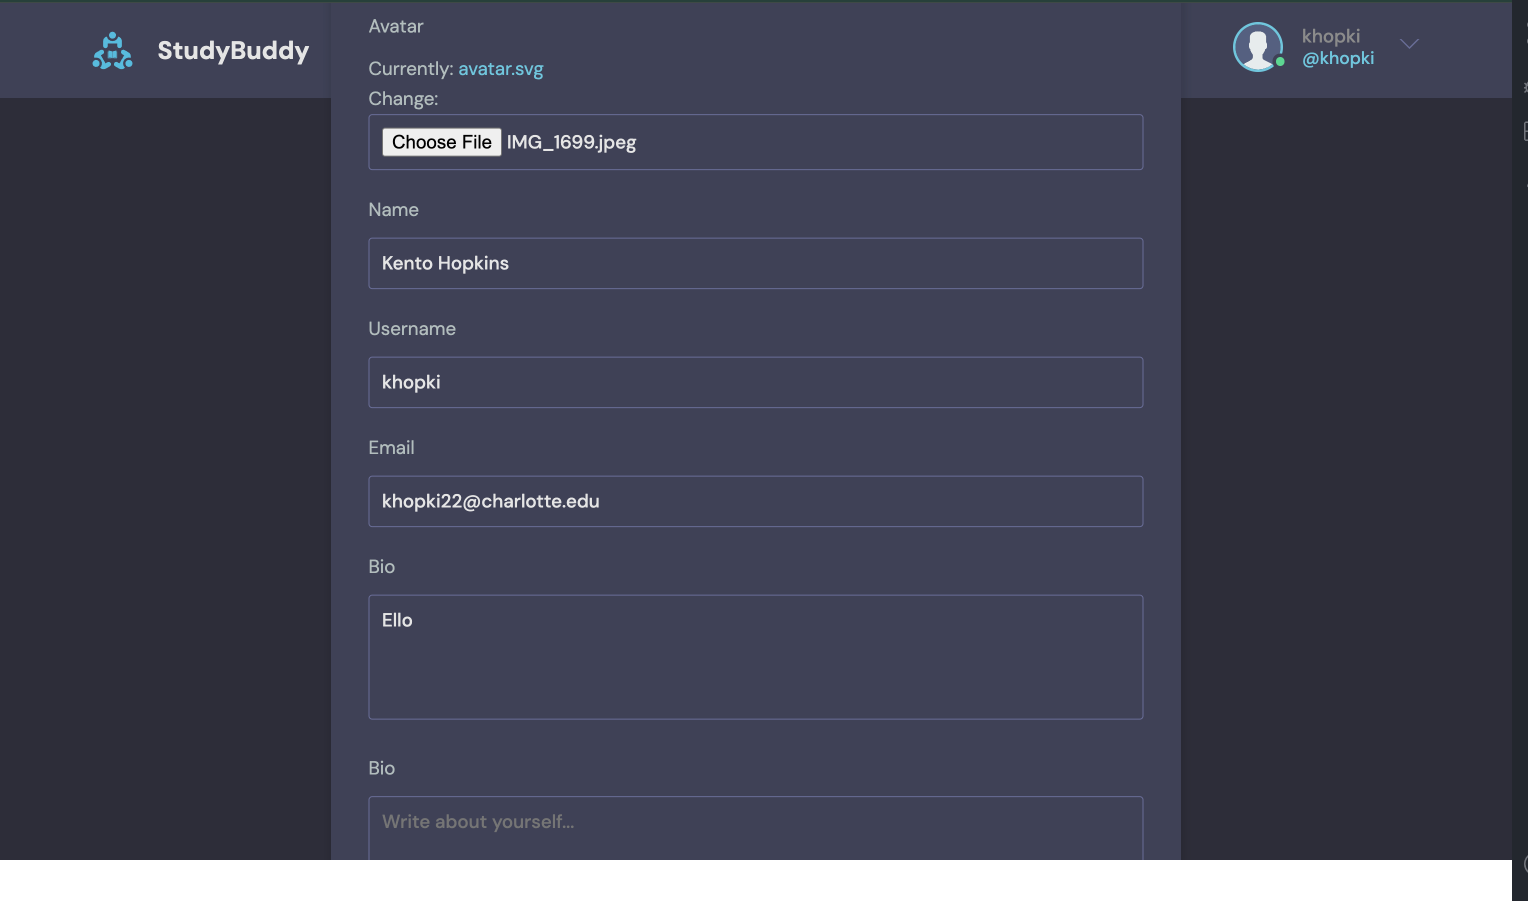 StudyBuddy
khopki
@khopki
Avatar
Currently: avatar.svg
Change:
Choose File IMG_1699.jpeg
Name
Kento Hopkins
Username
khopki
Email
khopki22@charlotte.edu
Bio
Ello
Bio
Write about yourself...